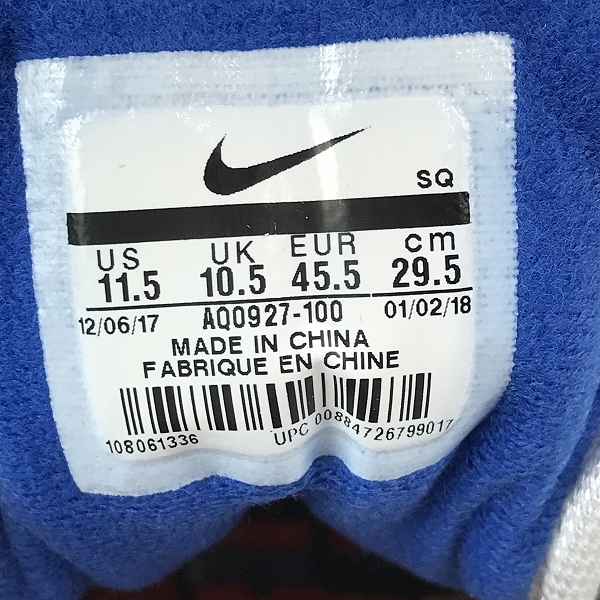 SQ
US UK EUR cm
11.5 10.5 45.5 29.5
12/06/17 AQ0927-100 01/02/18
MADE IN CHINA
FABRIQUE EN CHINE
108061336 UPC 00884726799017